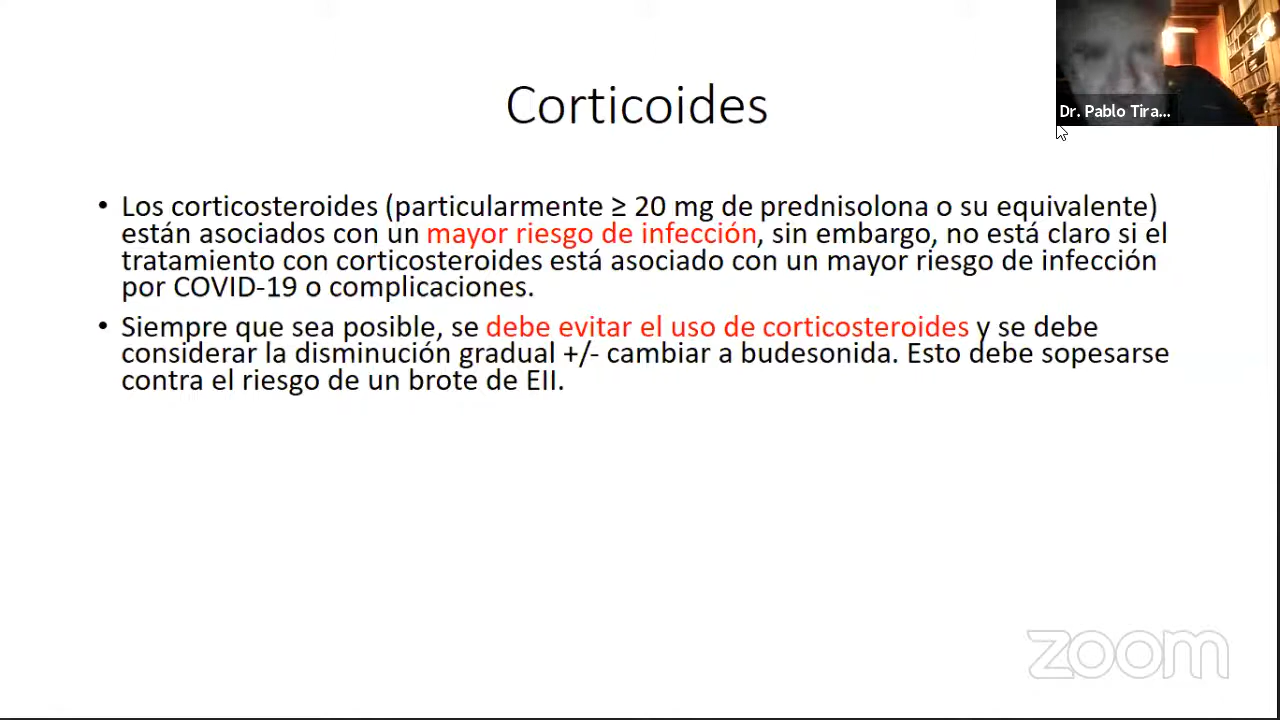 Corticoides
Dr. Pablo Tira...
• Los corticosteroides (particularmente ≥ 20 mg de prednisolona o su equivalente)
están asociados con un mayor riesgo de infección, sin embargo, no está claro si el
tratamiento con corticosteroides está asociado con un mayor riesgo de infección
por COVID-19 o complicaciones.
• Siempre que sea posible, se debe evitar el uso de corticosteroides y se debe
considerar la disminución gradual +/- cambiar a budesonida. Esto debe sopesarse
contra el riesgo de un brote de EII.
zoom